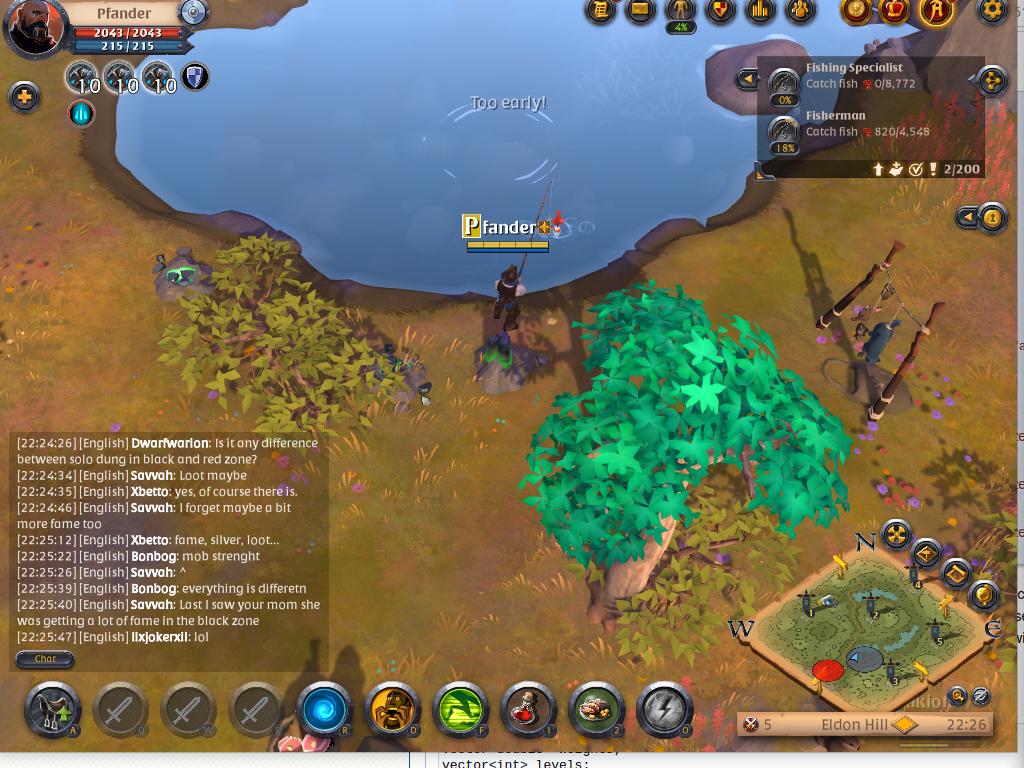 Pfander
2043 / 2043
215 / 215
4%
10
10
10
Fishing Specialist
Catch fish 0/8,772
0%
Fisherman
Catch fish 820/4,548
18%
2/200
Too early!
Pfander
[22:24:26] [English] Dwarfwarion: Is it any difference
between solo dung in black and red zone?
[22:24:34] [English] Savvah: Loot maybe
[22:24:35] [English] Xbetto: yes, of course there is.
[22:24:46] [English] Savvah: I forget maybe a bit
more fame too
[22:25:12] [English] Xbetto: fame, silver, loot...
[22:25:22] [English] Bonbog: mob strenght
[22:25:26] [English] Savvah: ^
[22:25:39] [English] Bonbog: everything is differetn
[22:25:40] [English] Savvah: Last I saw your mom she
was getting a lot of fame in the black zone
[22:25:47] [English] lixjokerxii: lol
Chat
N
W
E
1
2
3
4
5
A
Q
W
E
R
D
F
1
2
O
5
Eldon Hill
22:26
vector<int> levels;